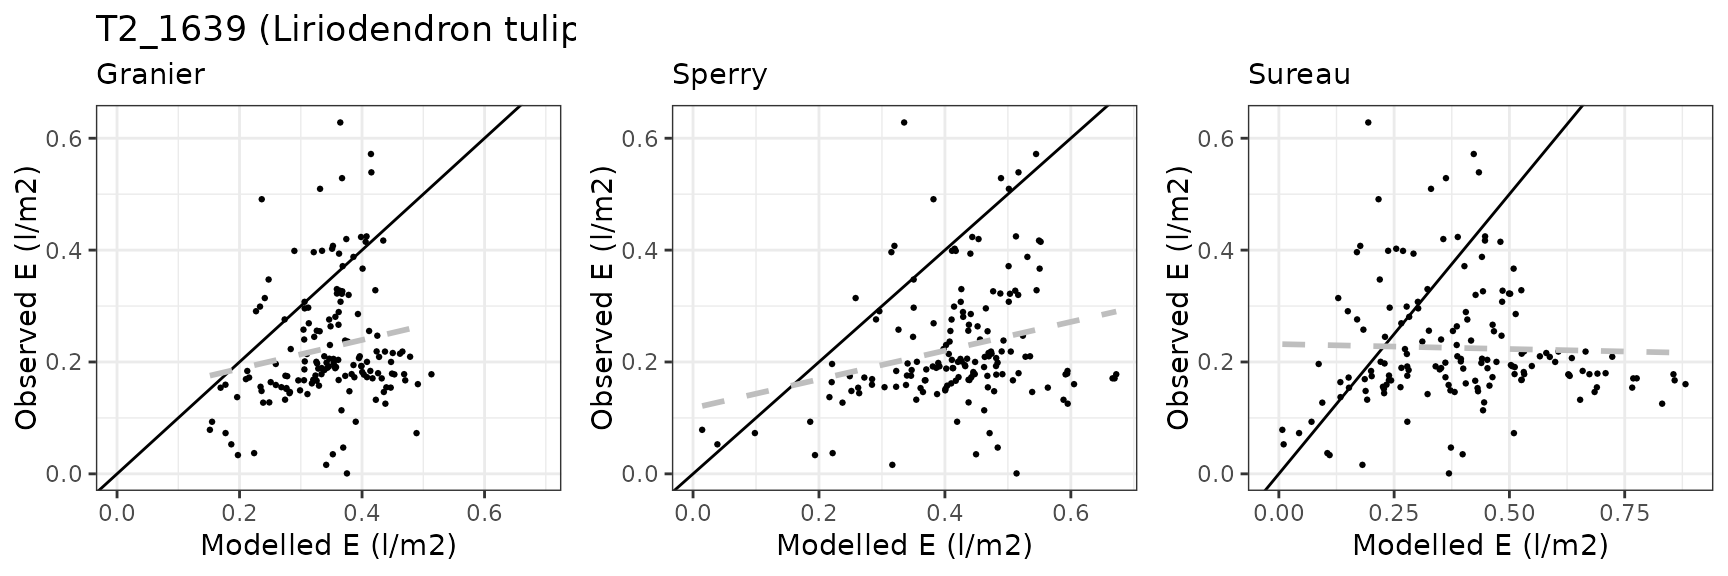 T2_1639 (Liriodendron tulip
Granier
Sperry
Sureau
Observed E (l/m2)
0.6
0.4
0.2
0.0
0.0 0.2 0.4 0.6
Modelled E (l/m2)
Observed E (l/m2)
0.6
0.4
0.2
0.0
0.0 0.2 0.4 0.6
Modelled E (l/m2)
Observed E (l/m2)
0.6
0.4
0.2
0.0
0.00 0.25 0.50 0.75
Modelled E (l/m2)